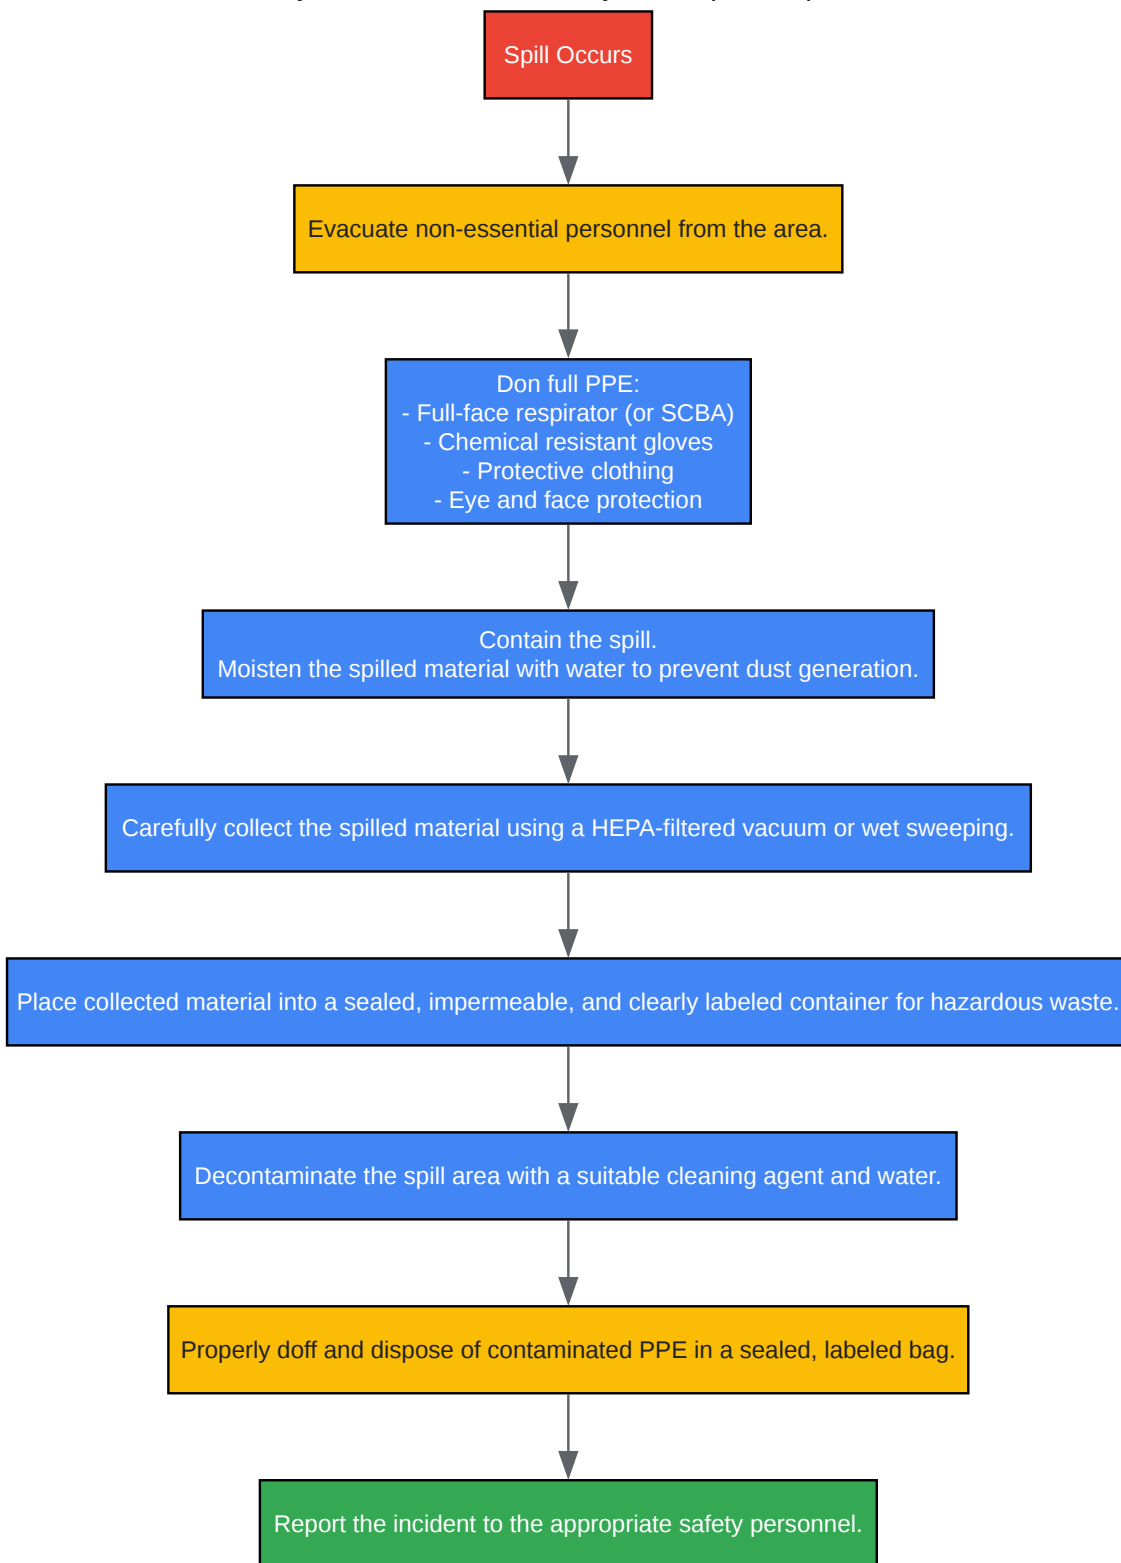 Spill Occurs
Evacuate non-essential personnel from the area.
Don full PPE:
- Full-face respirator (or SCBA)
- Chemical resistant gloves
- Protective clothing
- Eye and face protection
Contain the spill.
Moisten the spilled material with water to prevent dust generation.
Carefully collect the spilled material using a HEPA-filtered vacuum or wet sweeping.
Place collected material into a sealed, impermeable, and clearly labeled container for hazardous waste.
Decontaminate the spill area with a suitable cleaning agent and water.
Properly doff and dispose of contaminated PPE in a sealed, labeled bag.
Report the incident to the appropriate safety personnel.